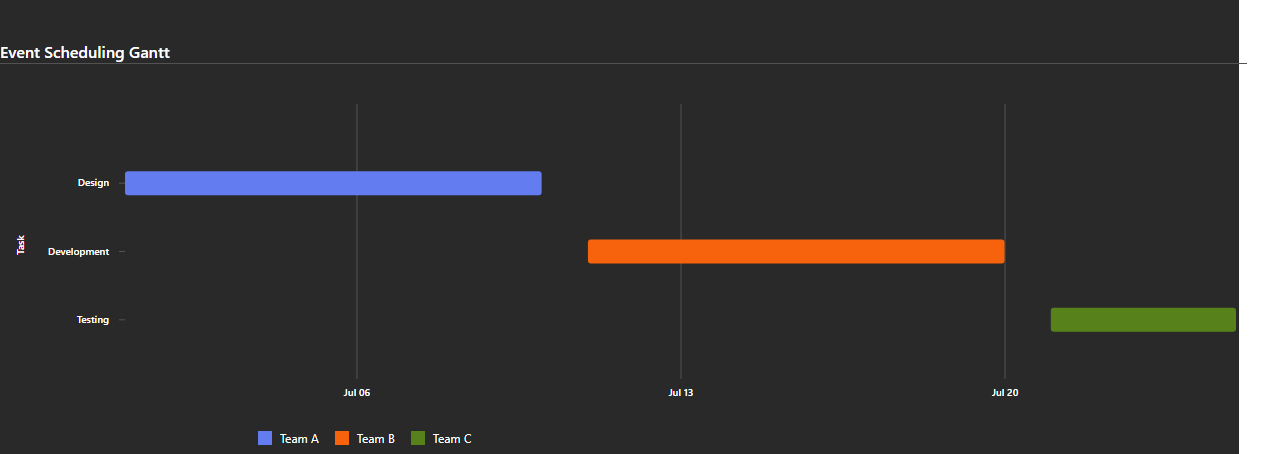 Event Scheduling Gantt
Design
Task
Development
Testing
Jul 06
Jul 13
Jul 20
Team A
Team B
Team C